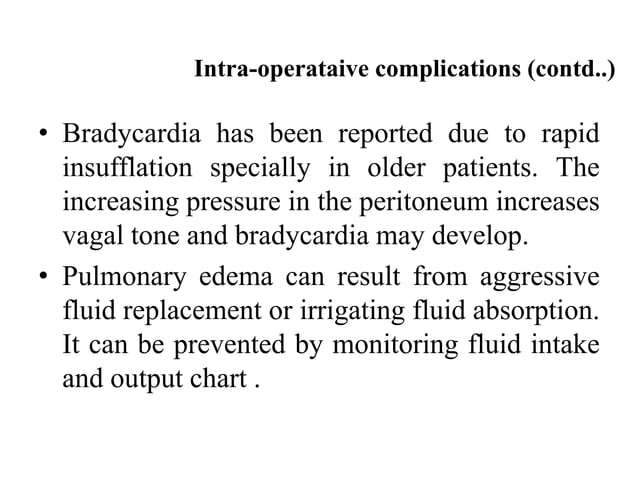 Intra-operataive complications (contd..)
• Bradycardia has been reported due to rapid
insufflation specially in older patients. The
increasing pressure in the peritoneum increases
vagal tone and bradycardia may develop.
• Pulmonary edema can result from aggressive
fluid replacement or irrigating fluid absorption.
It can be prevented by monitoring fluid intake
and output chart .